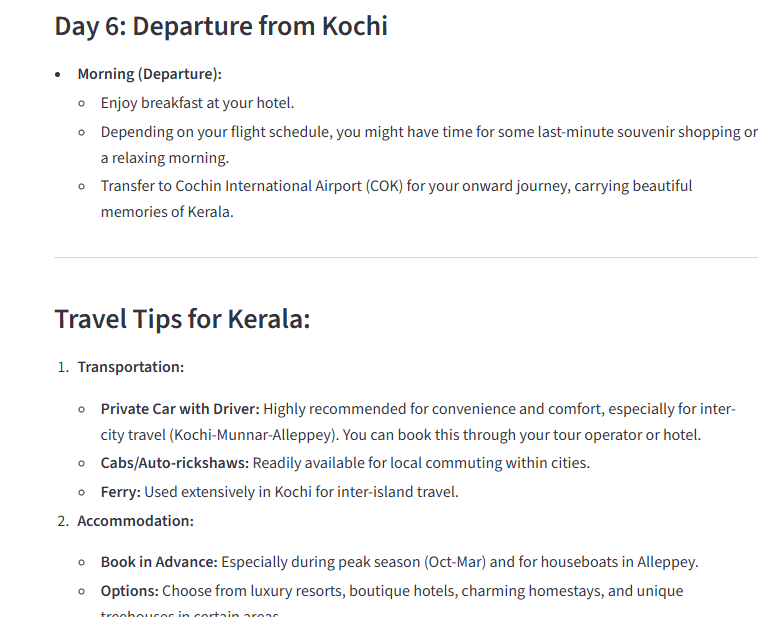 Day 6: Departure from Kochi
• Morning (Departure):
○ Enjoy breakfast at your hotel.
○ Depending on your flight schedule, you might have time for some last-minute souvenir shopping or
a relaxing morning.
○ Transfer to Cochin International Airport (COK) for your onward journey, carrying beautiful
memories of Kerala.
Travel Tips for Kerala:
1. Transportation:
○ Private Car with Driver: Highly recommended for convenience and comfort, especially for inter-
city travel (Kochi-Munnar-Alleppey). You can book this through your tour operator or hotel.
○ Cabs/Auto-rickshaws: Readily available for local commuting within cities.
○ Ferry: Used extensively in Kochi for inter-island travel.
2. Accommodation:
○ Book in Advance: Especially during peak season (Oct-Mar) and for houseboats in Alleppey.
○ Options: Choose from luxury resorts, boutique hotels, charming homestays, and unique
treehouses in certain areas.